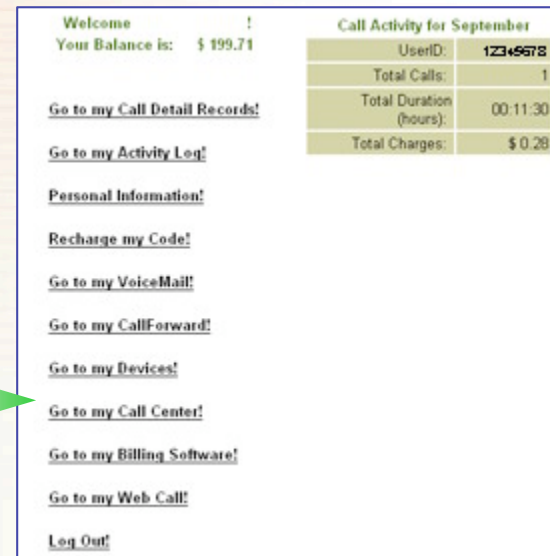 Welcome !
Your Balance is: $ 199.71
Go to my Call Detail Records!
Go to my Activity Log!
Personal Information!
Recharge my Code!
Go to my VoiceMail!
Go to my CallForward!
Go to my Devices!
Go to my Call Center!
Go to my Billing Software!
Go to my Web Call!
Log Out!
Call Activity for September
UserID: 12345678
Total Calls: 1
Total Duration
(hours): 00:11:30
Total Charges: $ 0.28